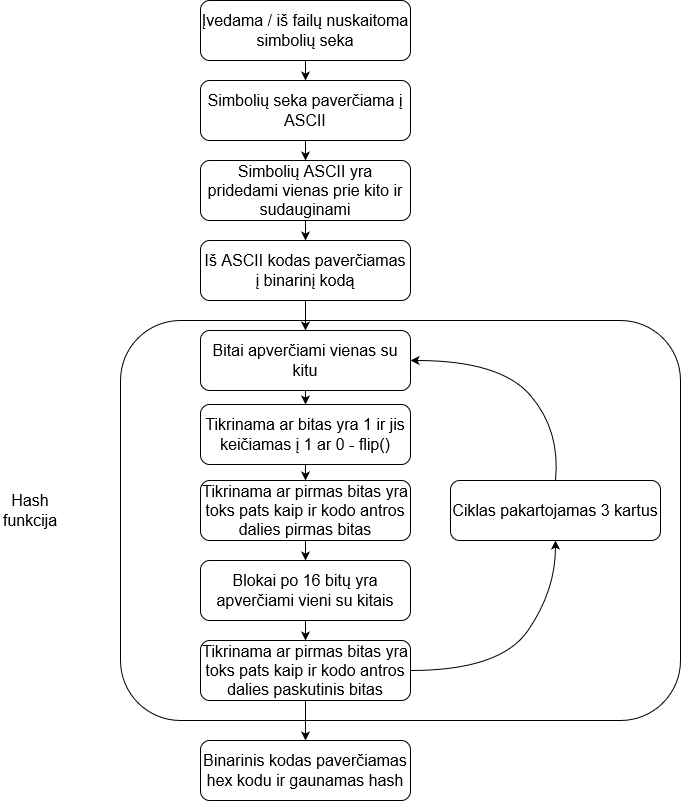 Įvedama / iš failų nuskaitoma
simbolių seka
Simbolių seka paverčiama į
ASCII
Simbolių ASCII yra
pridedami vienas prie kito ir
sudauginami
Iš ASCII kodas paverčiamas
į binarinį kodą
Bitai apverčiami vienas su
kitu
Tikrinama ar bitas yra 1 ir jis
keičiamas į 1 ar 0 - flip()
Tikrinama ar pirmas bitas yra
toks pats kaip ir kodo antros
dalies pirmas bitas
Hash
funkcija
Ciklas pakartojamas 3 kartus
Blokai po 16 bitų yra
apverčiami vieni su kitais
Tikrinama ar pirmas bitas yra
toks pats kaip ir kodo antros
dalies paskutinis bitas
Binarinis kodas paverčiamas
hex kodu ir gaunamas hash